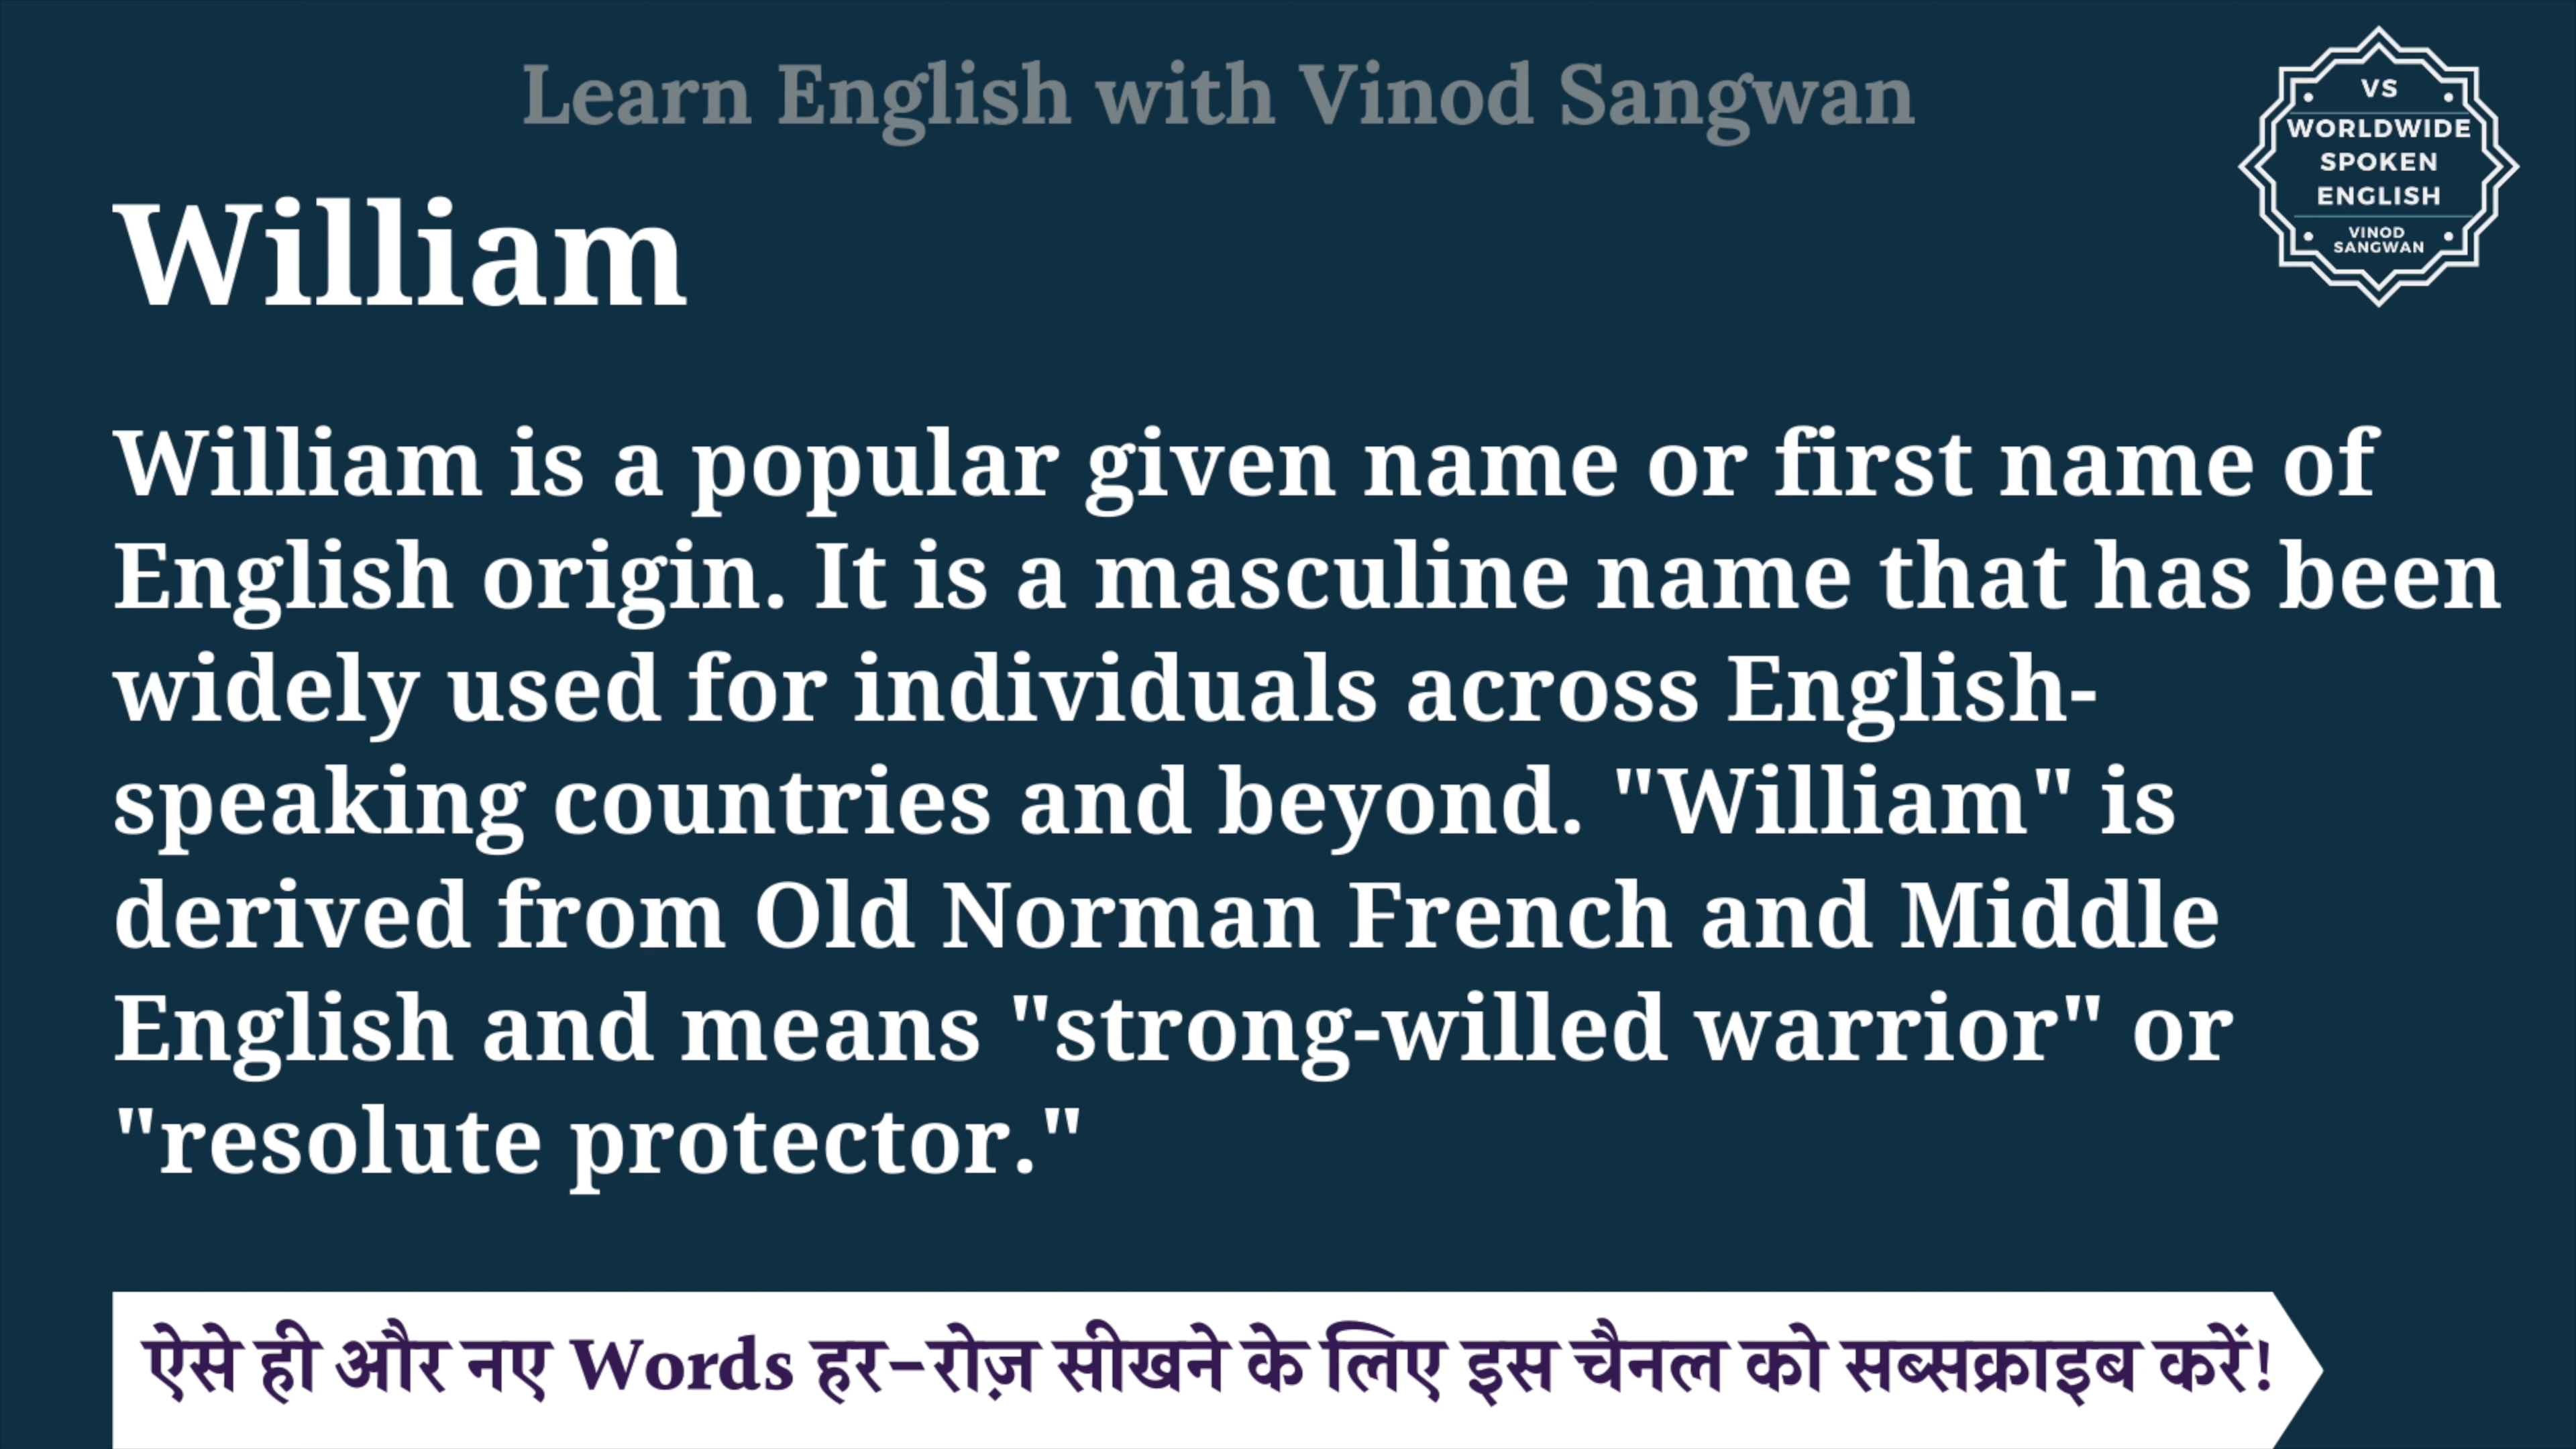 Learn English with Vinod Sangwan
VS
WORLDWIDE
SPOKEN
ENGLISH
VINOD
SANGWAN
William
William is a popular given name or first name of
English origin. It is a masculine name that has been
widely used for individuals across English-
speaking countries and beyond. "William" is
derived from Old Norman French and Middle
English and means "strong-willed warrior" or
"resolute protector."
ऐसे ही और नए Words हर-रोज़ सीखने के लिए इस चैनल को सब्सक्राइब करें!